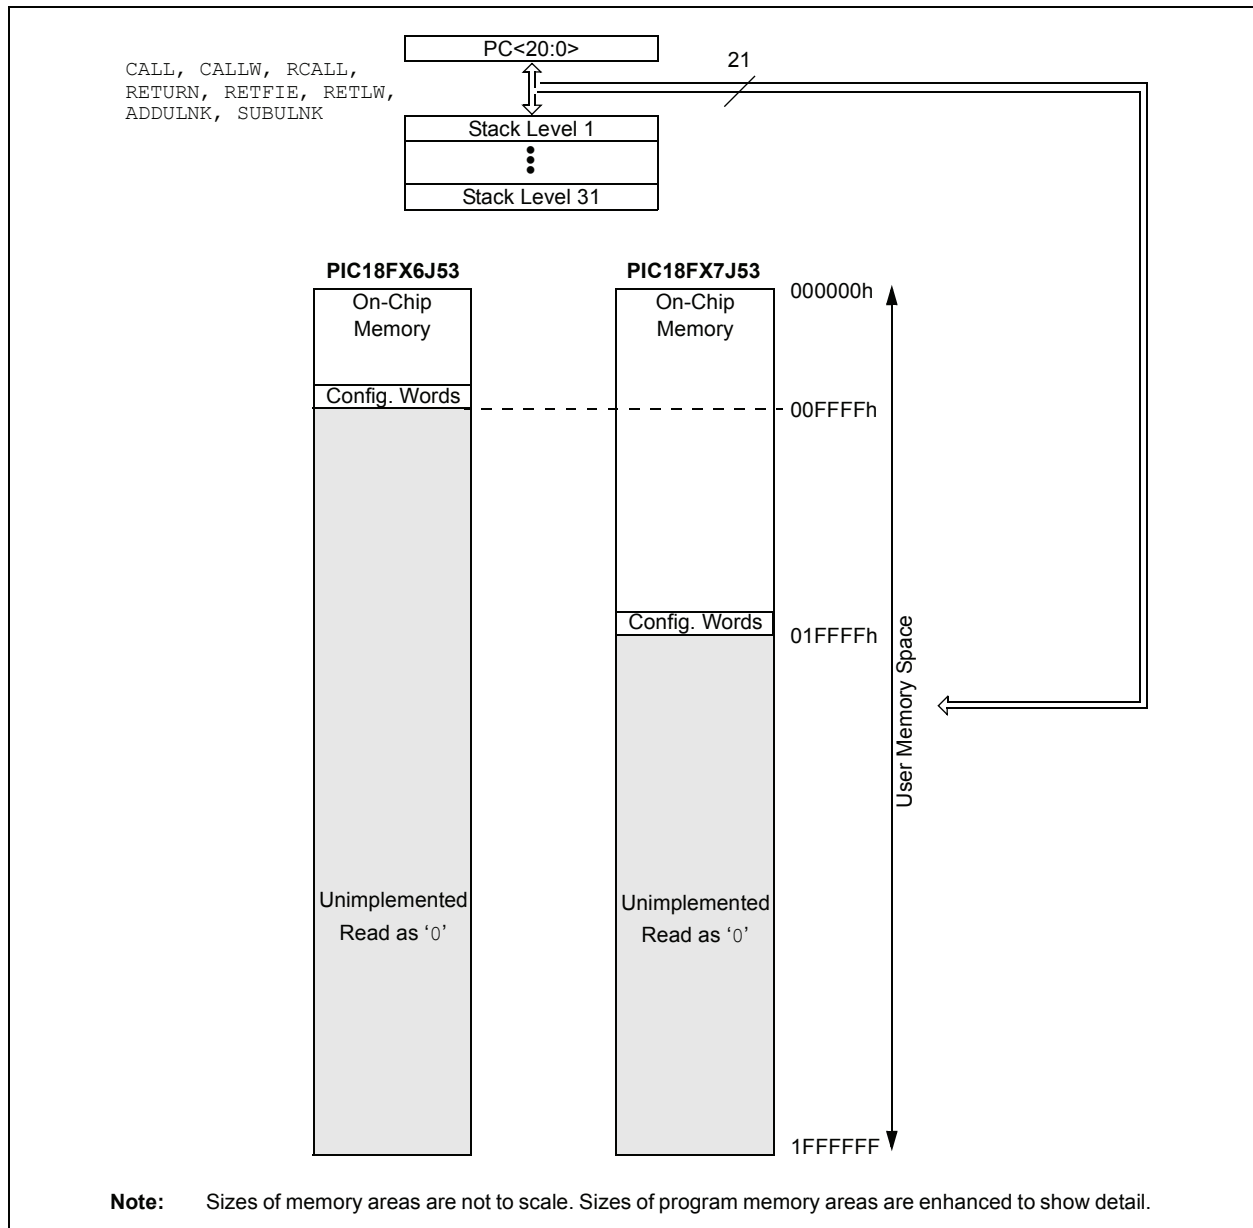 PC<20:0>
21
CALL, CALLW, RCALL,
RETURN, RETFIE, RETLW,
ADDULNK, SUBULNK
Stack Level 1
Stack Level 31
PIC18FX6J53
PIC18FX7J53
On-Chip
Memory
On-Chip
Memory
000000h
Config. Words
00FFFFh
Config. Words
01FFFFh
User Memory Space
Unimplemented
Read as ‘0’
Unimplemented
Read as ‘0’
1FFFFFF
Note: Sizes of memory areas are not to scale. Sizes of program memory areas are enhanced to show detail.